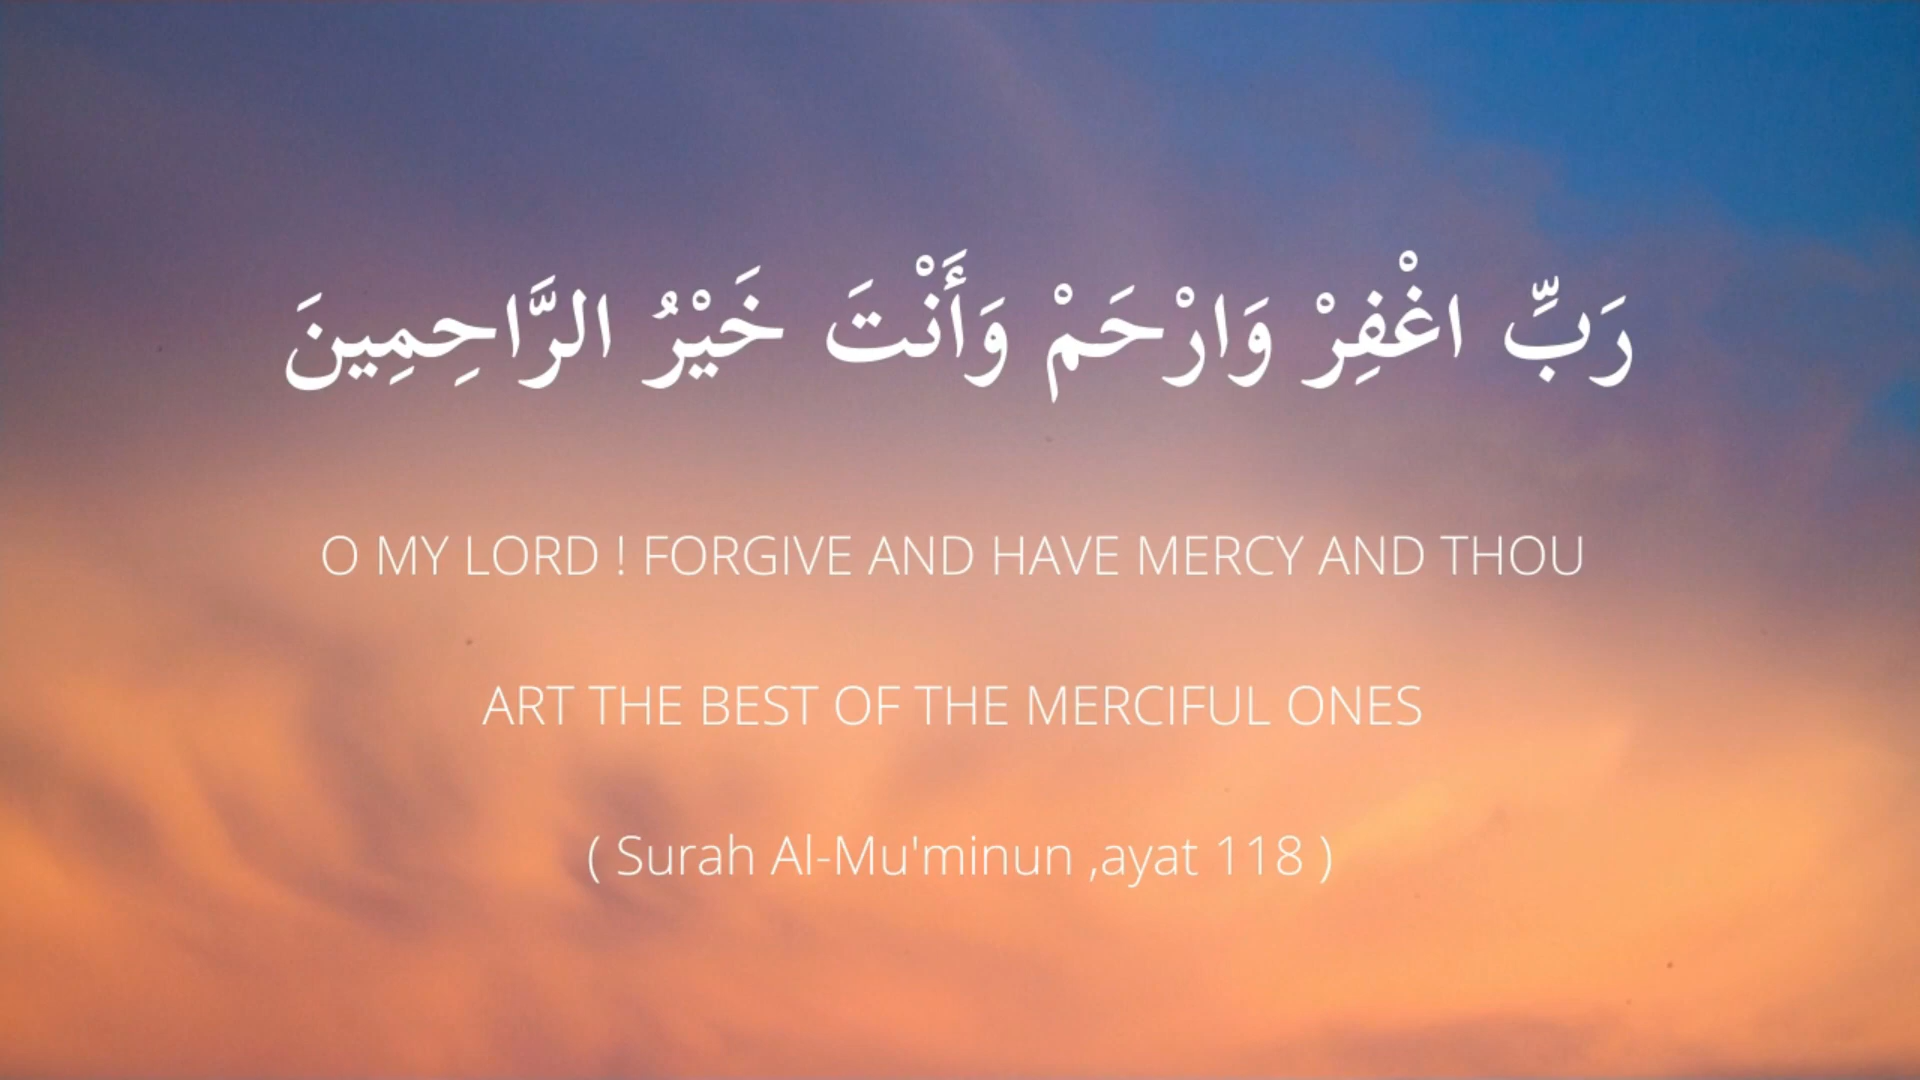 رَبِّ اغْفِرْ وَارْحَمْ وَأَنْتَ خَيْرُ الرَّاحِمِينَ
O MY LORD ! FORGIVE AND HAVE MERCY AND THOU
ART THE BEST OF THE MERCIFUL ONES
( Surah Al-Mu'minun ,ayat 118 )